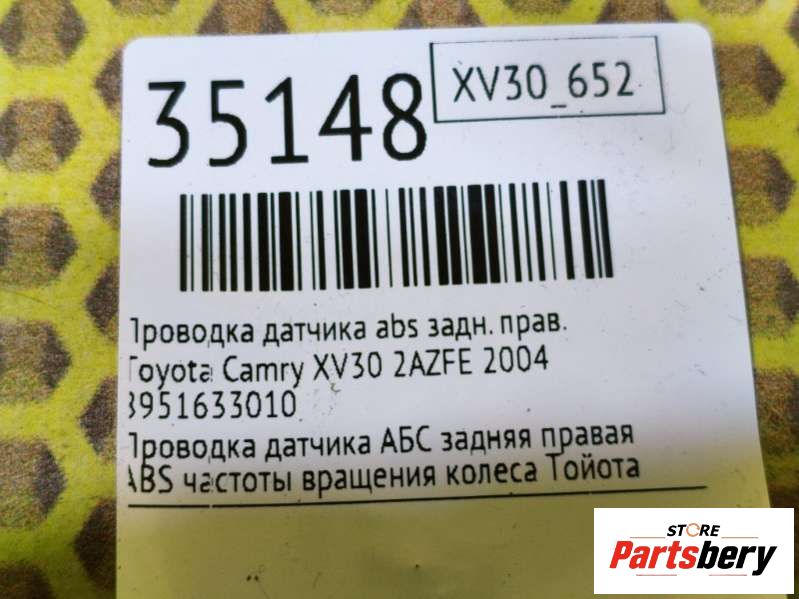 35148
XV30_652
Проводка датчика abs задн. прав.
Toyota Camry XV30 2AZFE 2004
8951633010
Проводка датчика АБС задняя правая
ABS частоты вращения колеса Тойота
STORE
Partsbery